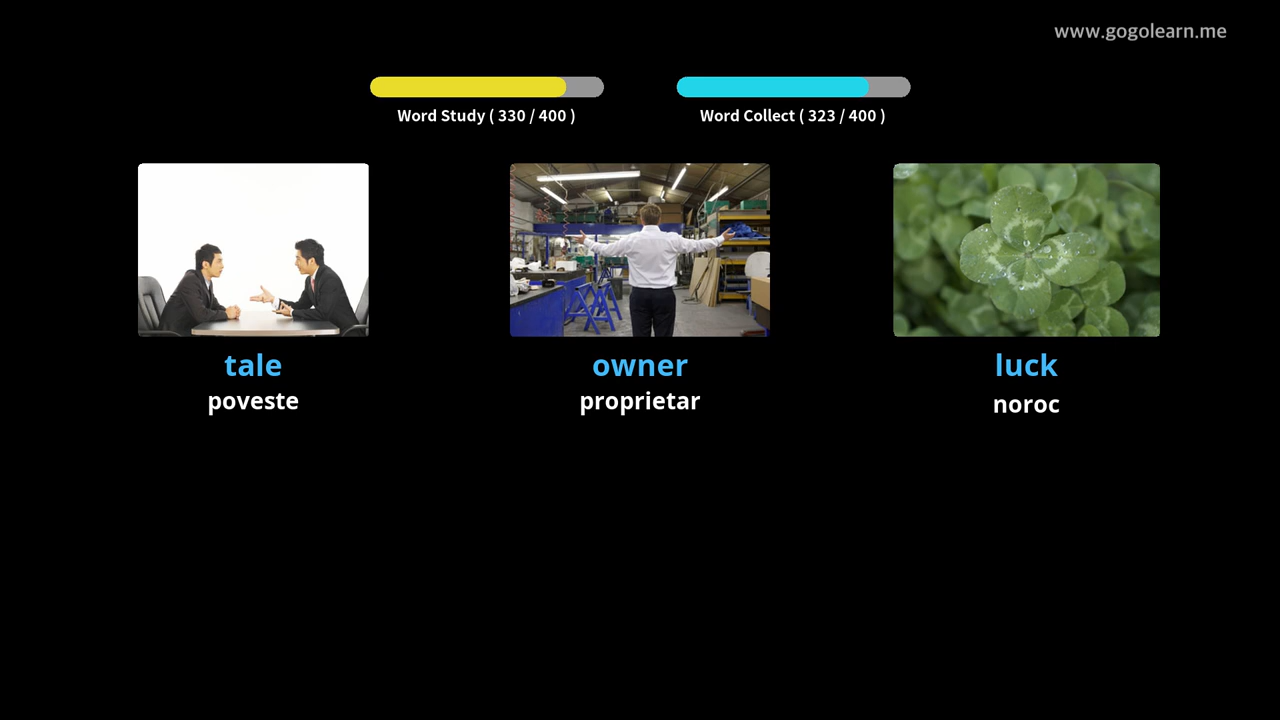 www.gogolearn.me
Word Study ( 330 / 400 )
Word Collect ( 323 / 400 )
tale
poveste
owner
proprietar
luck
noroc